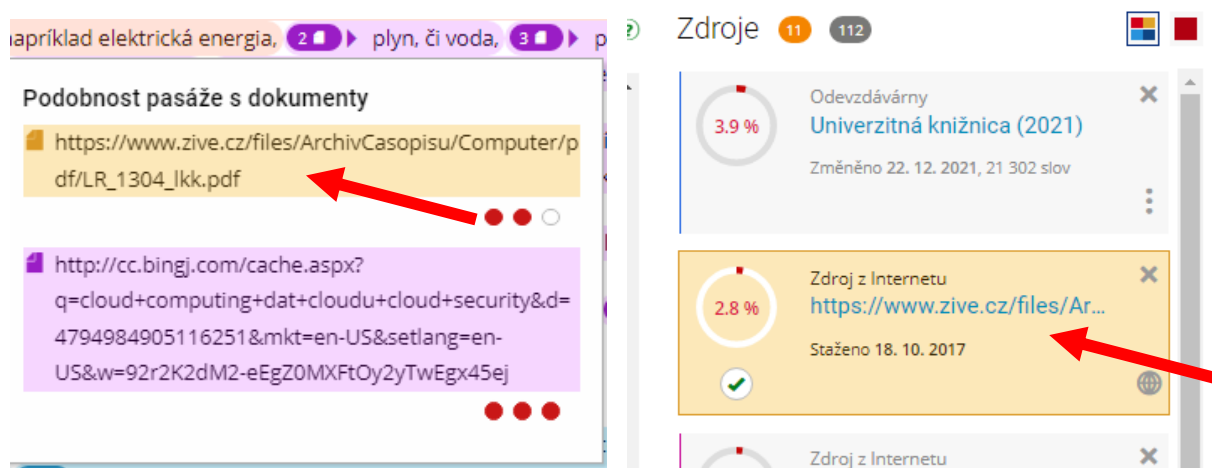 například elektrická energia, 2 plyn, či voda, 3 p
Podobnost pasáže s dokumenty
https://www.zive.cz/files/ArchivCasopisu/Computer/p
df/LR_1304_lkk.pdf
http://cc.bingj.com/cache.aspx?
q=cloud+computing+dat+cloudu+cloud+security&d=
4794984905116251&mkt=en-US&setlang=en-
US&w=92r2K2dM2-eEgZ0MXFtOy2yTwEgx45ej
?
Zdroje 11 112
3.9 %
Odevzdávárny
Univerzitná knižnica (2021)
Změněno 22. 12. 2021, 21 302 slov
2.8 %
Zdroj z Internetu
https://www.zive.cz/files/Ar...
Staženo 18. 10. 2017
Zdroj z Internetu